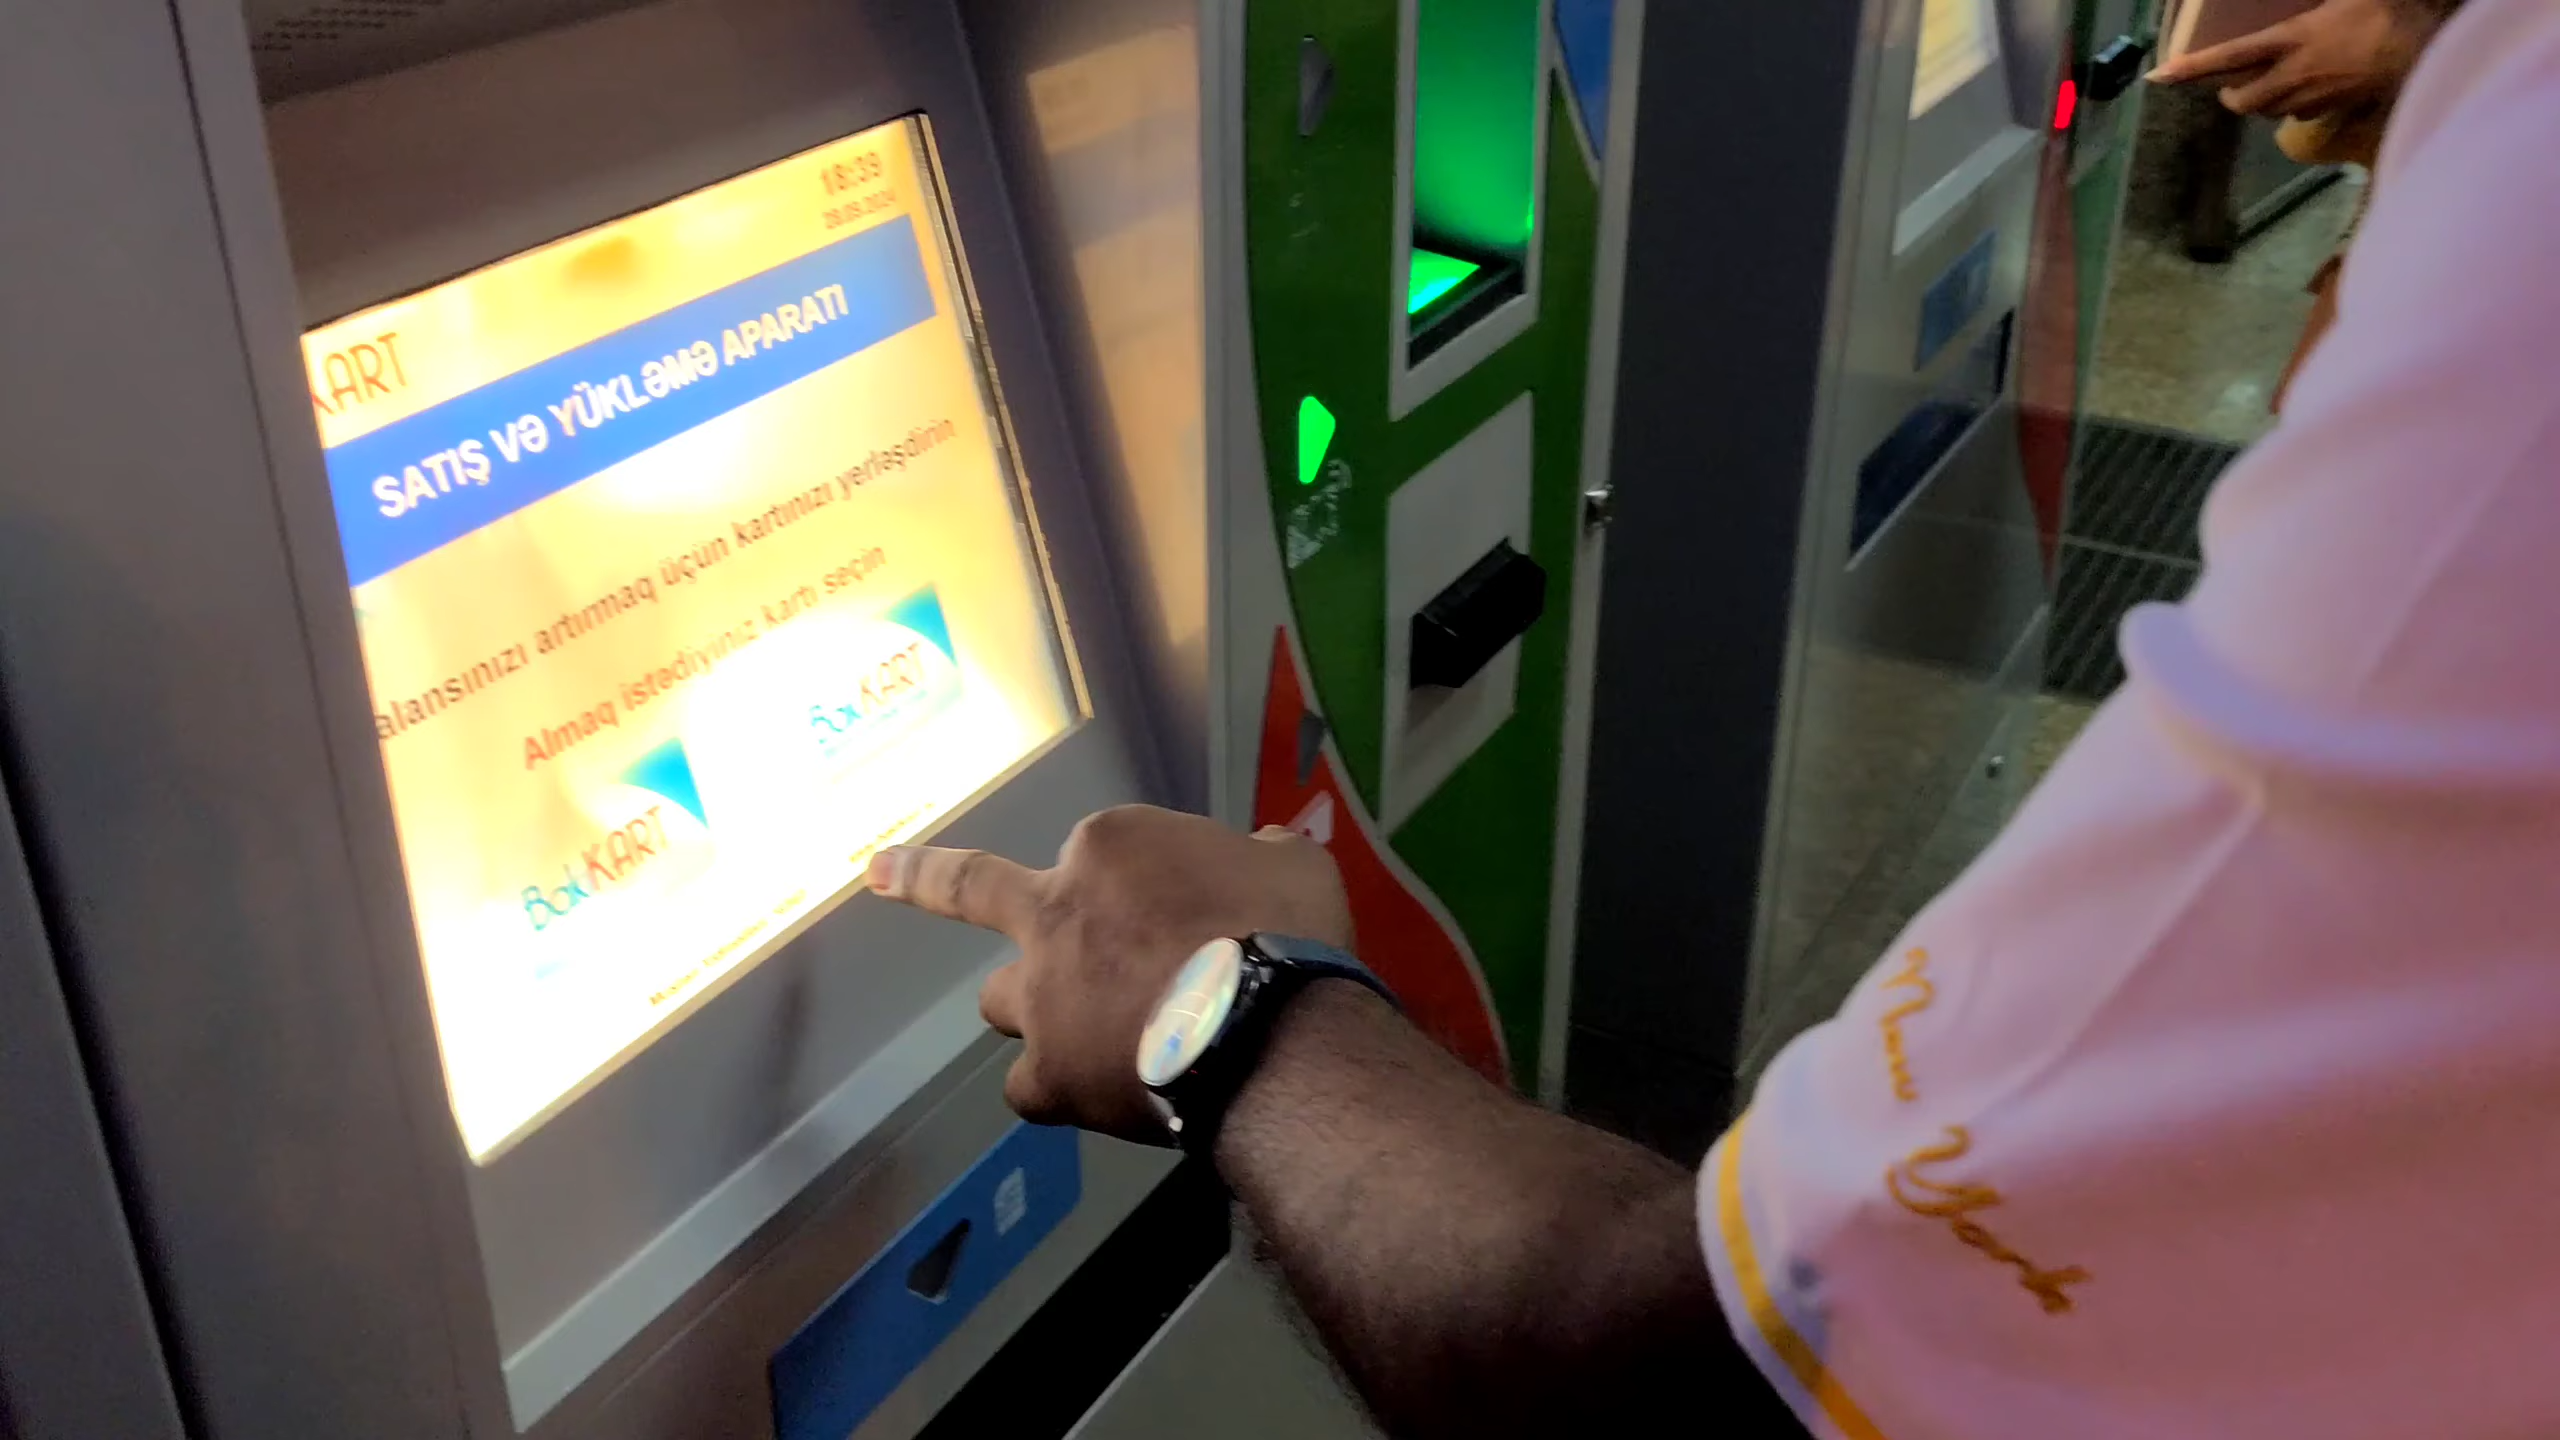 KART
18:39
SATIŞ VƏ YÜKLƏMƏ APARATI
alansınızı artırmaq üçün kartınızı yerləşdirin
Almaq istədiyiniz kartı seçin
BakıKART
BakıKART
New York